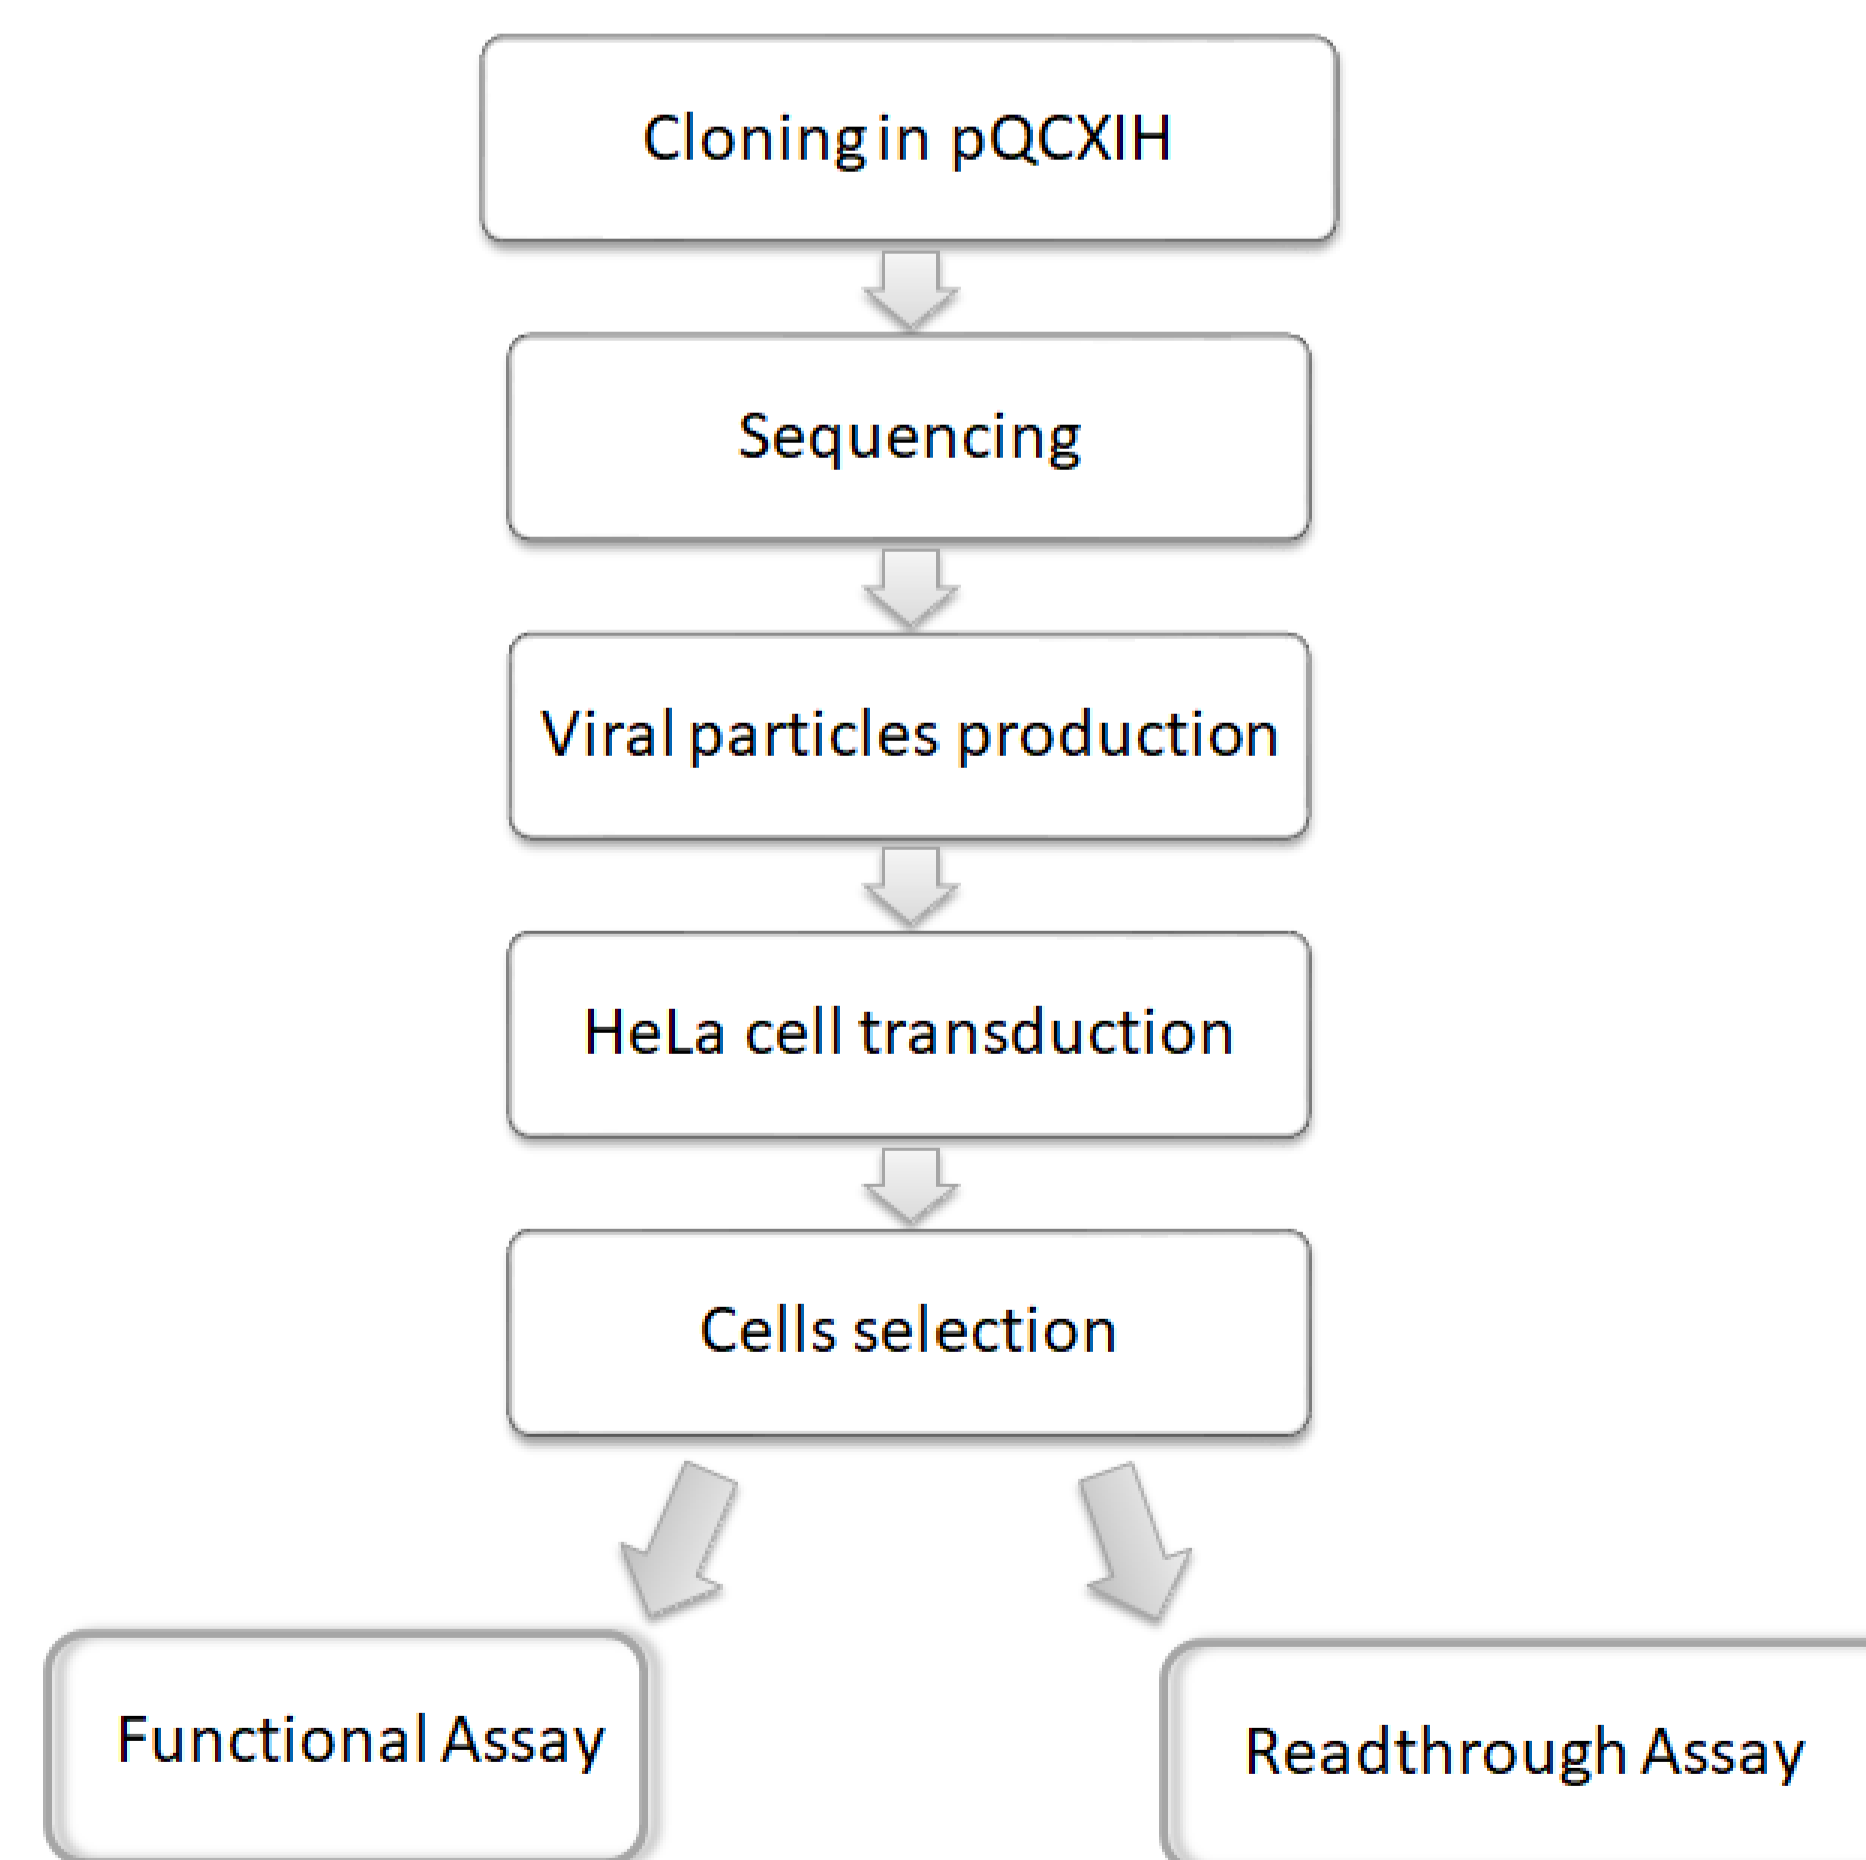 Cloning in pQCXIH
Sequencing
Viral particles production
HeLa cell transduction
Cells selection
Functional Assay
Readthrough Assay